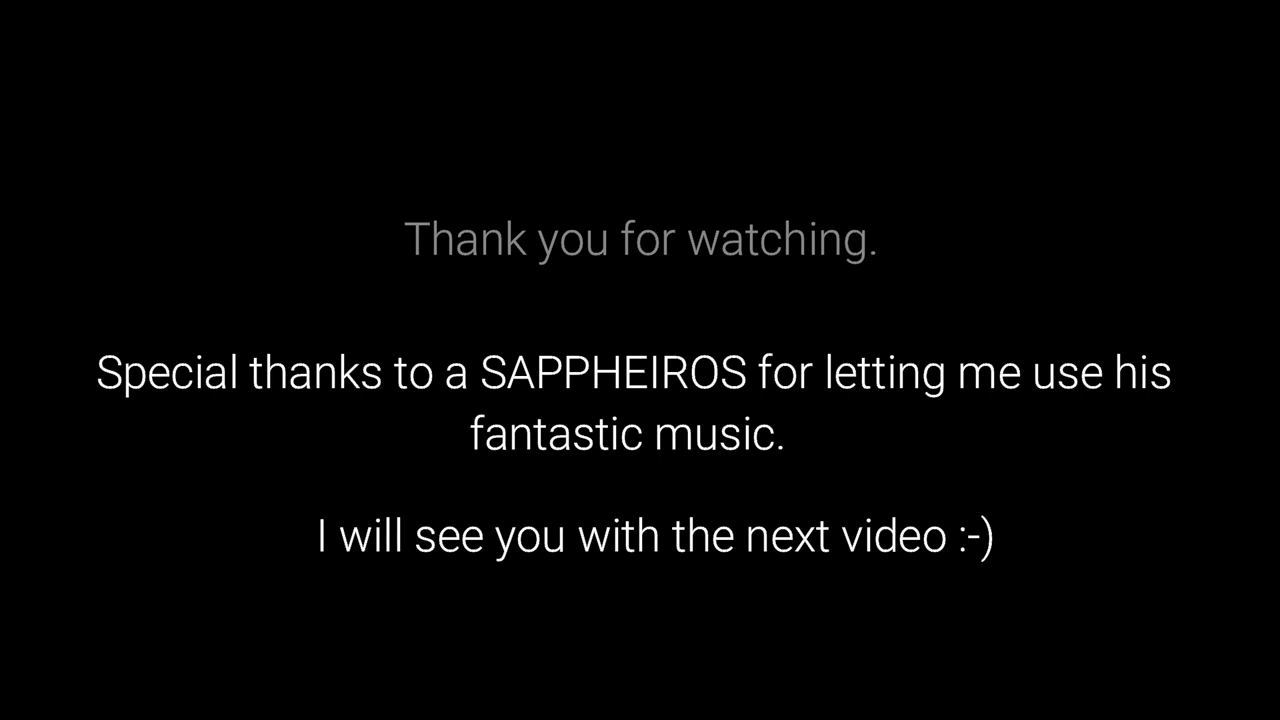 Thank you for watching.
Special thanks to a SAPPHEIROS for letting me use his
fantastic music.
I will see you with the next video :-)